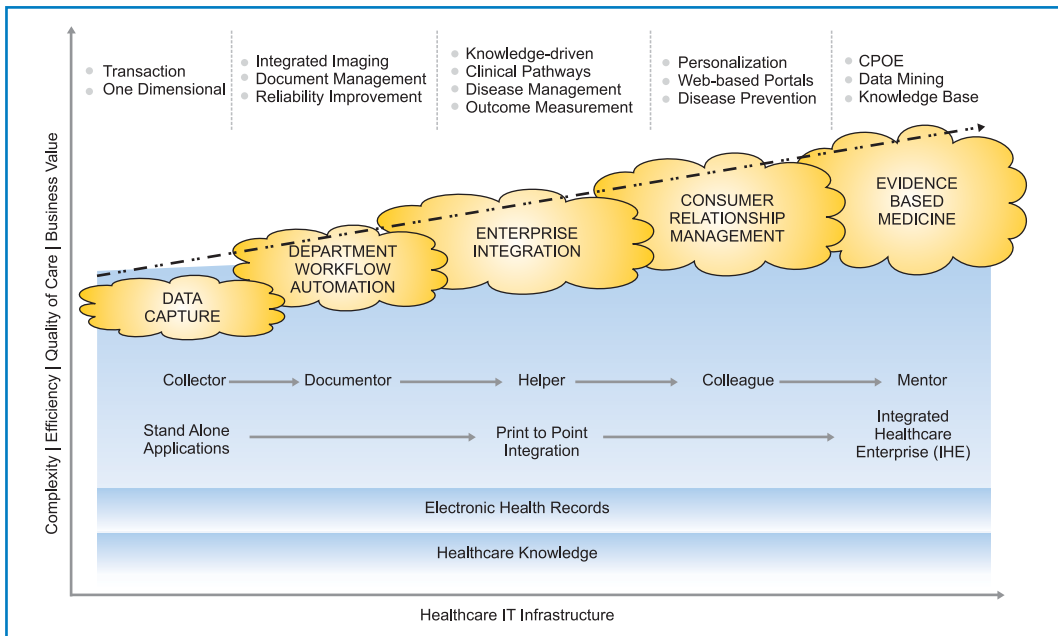 Complexity | Efficiency | Quality of Care | Business Value
Transaction
One Dimensional
Integrated Imaging
Document Management
Reliability Improvement
Knowledge-driven
Clinical Pathways
Disease Management
Outcome Measurement
Personalization
Web-based Portals
Disease Prevention
CPOE
Data Mining
Knowledge Base
DATA
CAPTURE
DEPARTMENT
WORKFLOW
AUTOMATION
ENTERPRISE
INTEGRATION
CONSUMER
RELATIONSHIP
MANAGEMENT
EVIDENCE
BASED
MEDICINE
Collector
Documentor
Helper
Colleague
Mentor
Stand Alone
Applications
Print to Point
Integration
Integrated
Healthcare
Enterprise (IHE)
Electronic Health Records
Healthcare Knowledge
Healthcare IT Infrastructure